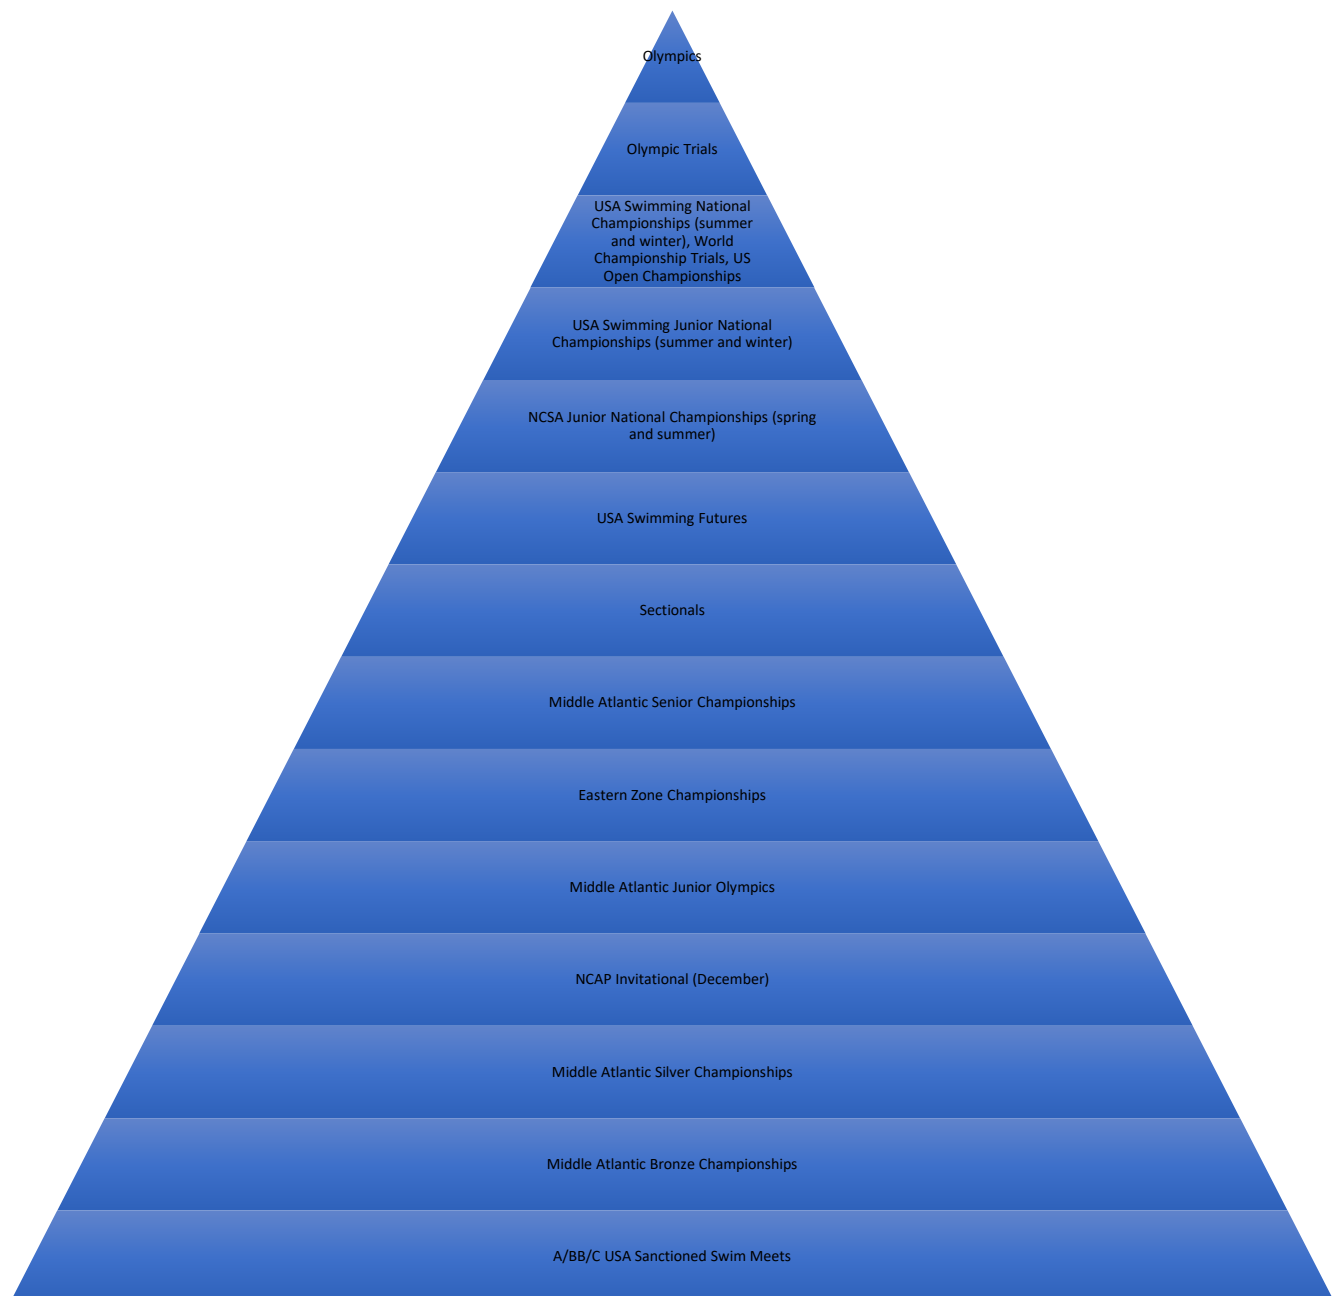 Olympics
Olympic Trials
USA Swimming National
Championships (summer
and winter), World
Championship Trials, US
Open Championships
USA Swimming Junior National
Championships (summer and winter)
NCSA Junior National Championships (spring
and summer)
USA Swimming Futures
Sectionals
Middle Atlantic Senior Championships
Eastern Zone Championships
Middle Atlantic Junior Olympics
NCAP Invitational (December)
Middle Atlantic Silver Championships
Middle Atlantic Bronze Championships
A/BB/C USA Sanctioned Swim Meets